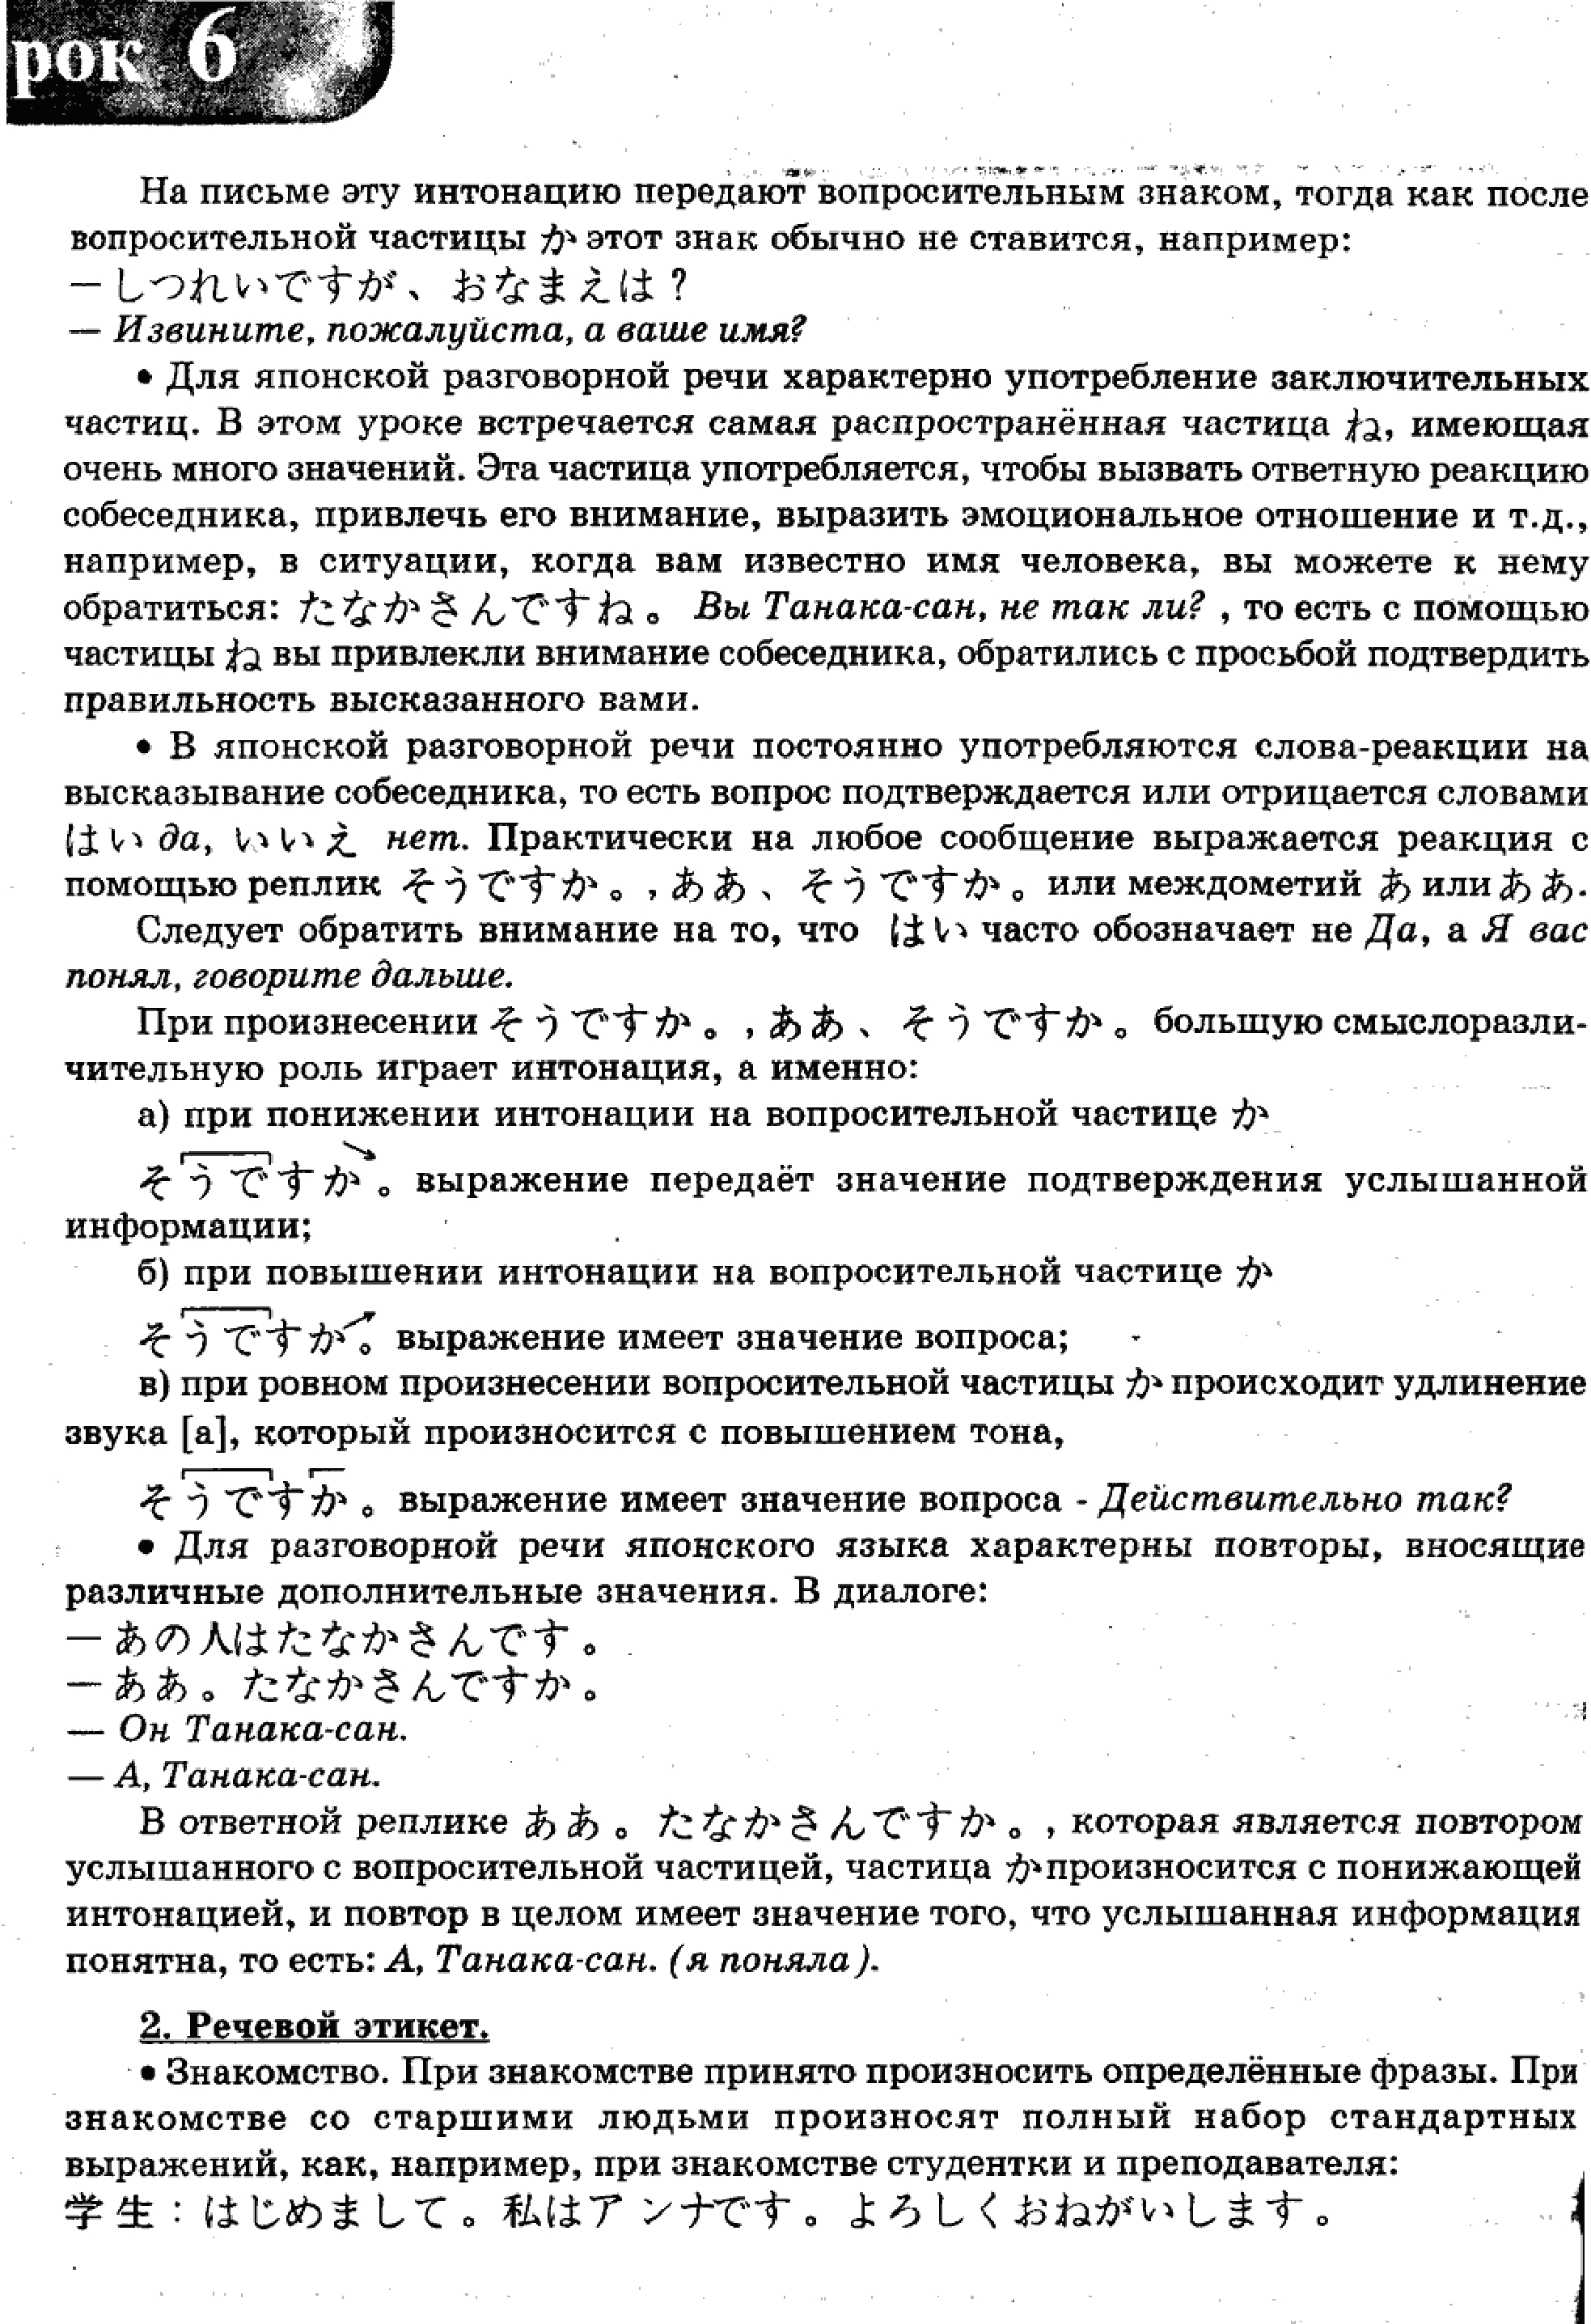 рок 6
На письме эту интонацию передают вопросительным знаком, тогда как после
вопросительной частицы か этот знак обычно не ставится, например:
— しつれいですが、おなまえは?
— Извините, пожалуйста, а ваше имя?
• Для японской разговорной речи характерно употребление заключительных
частиц. В этом уроке встречается самая распространённая частица ね, имеющая
очень много значений. Эта частица употребляется, чтобы вызвать ответную реакцию
собеседника, привлечь его внимание, выразить эмоциональное отношение и т.д.,
например, в ситуации, когда вам известно имя человека, вы можете к нему
обратиться: たなかさんですね。 Вы Танака-сан, не так ли? , то есть с помощью
частицы ね вы привлекли внимание собеседника, обратились с просьбой подтвердить
правильность высказанного вами.
• В японской разговорной речи постоянно употребляются слова-реакции на
высказывание собеседника, то есть вопрос подтверждается или отрицается словами
はい да, いいえ нет. Практически на любое сообщение выражается реакция с
помощью реплик そうですか。, ああ、そうですか。 или междометий あ или ああ.
Следует обратить внимание на то, что はい часто обозначает не Да, а Я вас
понял, говорите дальше.
При произнесении そうですか。, ああ、そうですか。 большую смыслоразли-
чительную роль играет интонация, а именно:
а) при понижении интонации на вопросительной частице か
そうですか。 выражение передаёт значение подтверждения услышанной
информации;
б) при повышении интонации на вопросительной частице か
そうですか。 выражение имеет значение вопроса;
в) при ровном произнесении вопросительной частицы か происходит удлинение
звука [а], который произносится с повышением тона,
そうですか。 выражение имеет значение вопроса - Действительно так?
• Для разговорной речи японского языка характерны повторы, вносящие
различные дополнительные значения. В диалоге:
— あの人はたなかさんです。
— ああ。たなかさんですか。
— Он Танака-сан.
— А, Танака-сан.
В ответной реплике ああ。たなかさんですか。, которая является повтором
услышанного с вопросительной частицей, частица か произносится с понижающей
интонацией, и повтор в целом имеет значение того, что услышанная информация
понятна, то есть: А, Танака-сан. (я поняла).
2. Речевой этикет.
• Знакомство. При знакомстве принято произносить определённые фразы. При
знакомстве со старшими людьми произносят полный набор стандартных
выражений, как, например, при знакомстве студентки и преподавателя:
学生：はじめまして。私はアンナです。よろしくおねがいします。